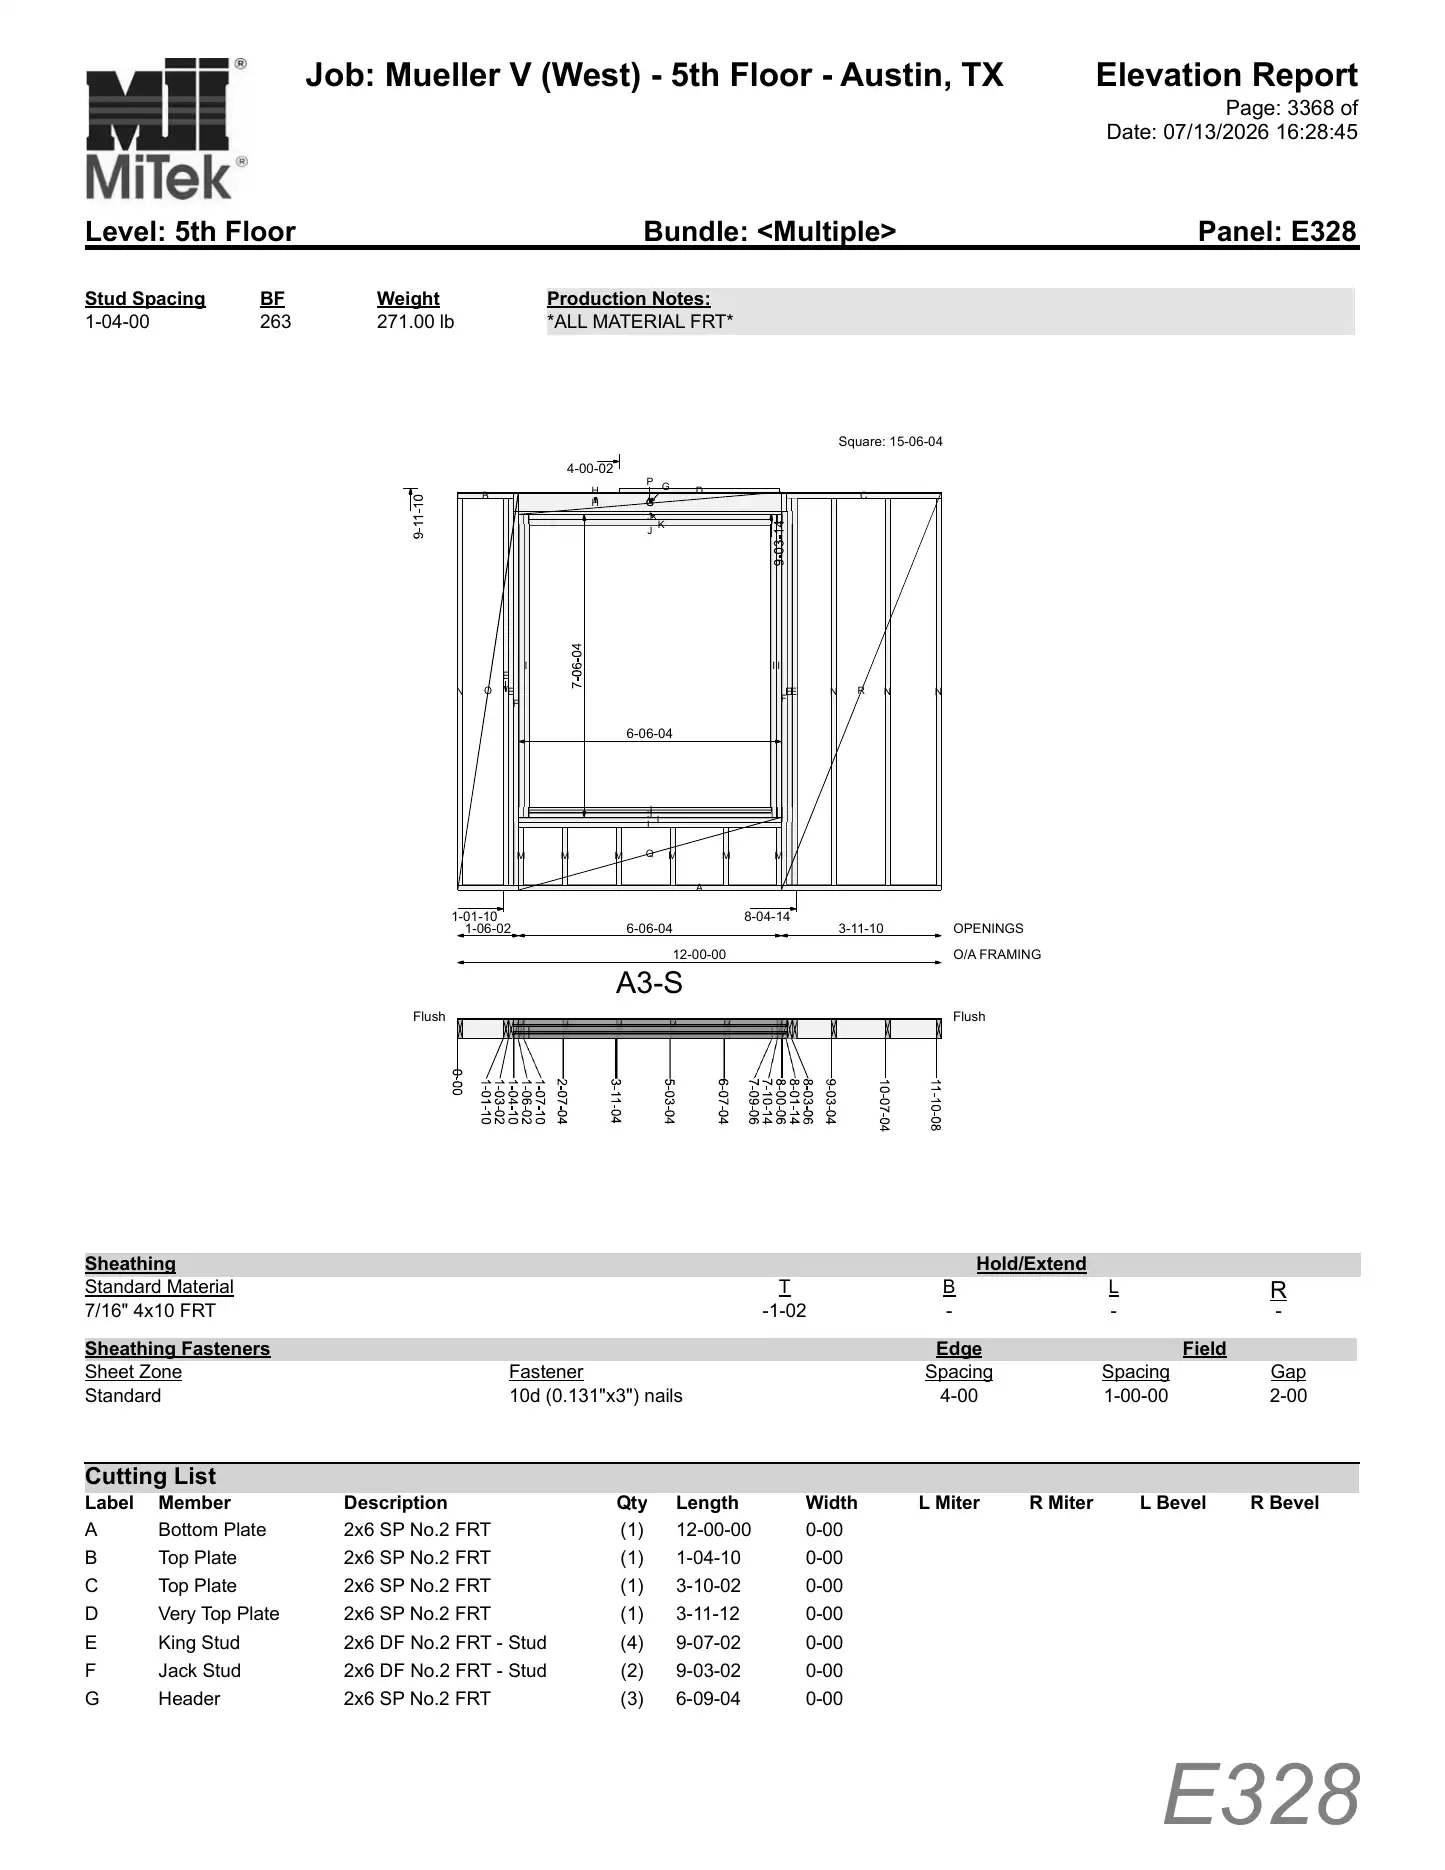 MiTek®
Job: Mueller V (West) - 5th Floor - Austin, TX
Elevation Report
Page: 3368 of
Date: 07/13/2026 16:28:45
Level: 5th Floor Bundle: <Multiple> Panel: E328
Stud Spacing BF Weight Production Notes:
1-04-00 263 271.00 lb *ALL MATERIAL FRT*
Square: 15-06-04
4-00-02
P
H G D
B H G C
9-11-10
K
J
9-03-14
7-06-04
I I I
E
N O E F F E E N R N N
6-06-04
J
J
L
L
M M M Q M M M
A
1-01-10 8-04-14
1-06-02 6-06-04 3-11-10 OPENINGS
12-00-00 O/A FRAMING
A3-S
Flush Flush
0-00 1-01-10 1-03-02 1-04-10 1-06-02 1-07-10 2-07-04 3-11-04 5-03-04 6-07-04 7-09-06 7-10-14 8-00-06 8-01-14 8-03-06 9-03-04 10-07-04 11-10-08
Sheathing Hold/Extend
Standard Material T B L R
7/16" 4x10 FRT -1-02 - - -
Sheathing Fasteners Edge Field
Sheet Zone Fastener Spacing Spacing Gap
Standard 10d (0.131"x3") nails 4-00 1-00-00 2-00
Cutting List
Label Member Description Qty Length Width L Miter R Miter L Bevel R Bevel
A Bottom Plate 2x6 SP No.2 FRT (1) 12-00-00 0-00
B Top Plate 2x6 SP No.2 FRT (1) 1-04-10 0-00
C Top Plate 2x6 SP No.2 FRT (1) 3-10-02 0-00
D Very Top Plate 2x6 SP No.2 FRT (1) 3-11-12 0-00
E King Stud 2x6 DF No.2 FRT - Stud (4) 9-07-02 0-00
F Jack Stud 2x6 DF No.2 FRT - Stud (2) 9-03-02 0-00
G Header 2x6 SP No.2 FRT (3) 6-09-04 0-00
E328